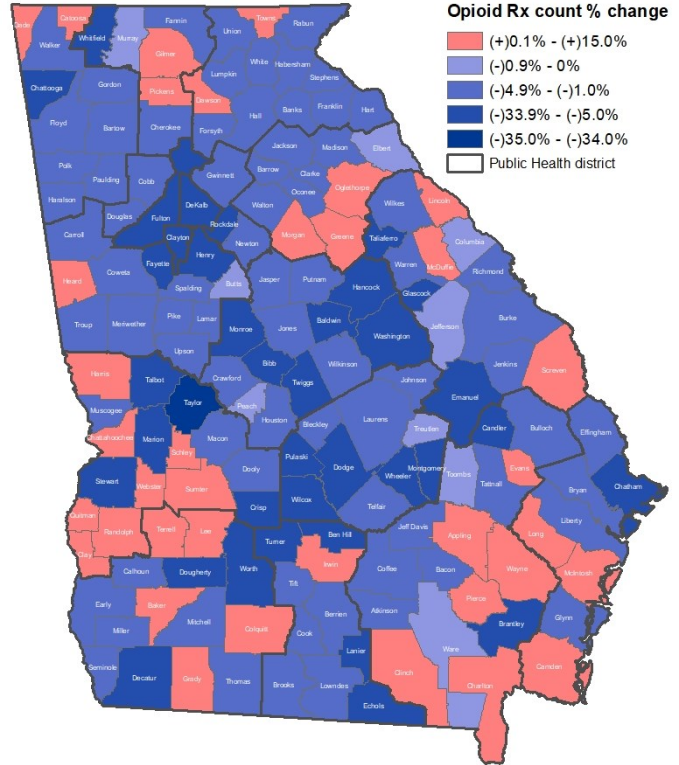 Opioid Rx count % change
(+)0.1% - (+)15.0%
(-)0.9% - 0%
(-)4.9% - (-)1.0%
(-)33.9% - (-)5.0%
(-)35.0% - (-)34.0%
Public Health district
Dade
Catoosa
Fannin
Towns
Rabun
Walker
Whitfield
Murray
Union
Gilmer
White
Habersham
Lumpkin
Stephens
Chattooga
Gordon
Pickens
Dawson
Banks
Franklin
Hart
Floyd
Bartow
Cherokee
Forsyth
Hall
Jackson
Madison
Elbert
Polk
Paulding
Cobb
Gwinnett
Barrow
Clarke
Oconee
Oglethorpe
Haralson
Douglas
Fulton
DeKalb
Rockdale
Walton
Wilkes
Lincoln
Carroll
Clayton
Henry
Newton
Morgan
Greene
Taliaferro
Columbia
McDuffie
Heard
Coweta
Fayette
Spalding
Butts
Jasper
Putnam
Hancock
Warren
Richmond
Glascock
Troup
Meriwether
Pike
Lamar
Monroe
Jones
Baldwin
Washington
Jefferson
Burke
Upson
Harris
Talbot
Crawford
Bibb
Twiggs
Wilkinson
Johnson
Jenkins
Screven
Muscogee
Taylor
Peach
Houston
Bleckley
Laurens
Emanuel
Chattahoochee
Marion
Schley
Macon
Treutlen
Candler
Bulloch
Effingham
Stewart
Webster
Sumter
Dooly
Pulaski
Dodge
Wheeler
Montgomery
Toombs
Tattnall
Evans
Bryan
Chatham
Quitman
Randolph
Terrell
Lee
Crisp
Wilcox
Telfair
Jeff Davis
Appling
Long
Liberty
Clay
Calhoun
Dougherty
Worth
Turner
Ben Hill
Irwin
Coffee
Bacon
Wayne
McIntosh
Early
Baker
Mitchell
Colquitt
Tift
Berrien
Atkinson
Pierce
Brantley
Glynn
Miller
Cook
Lanier
Ware
Seminole
Decatur
Grady
Thomas
Brooks
Lowndes
Echols
Clinch
Charlton
Camden